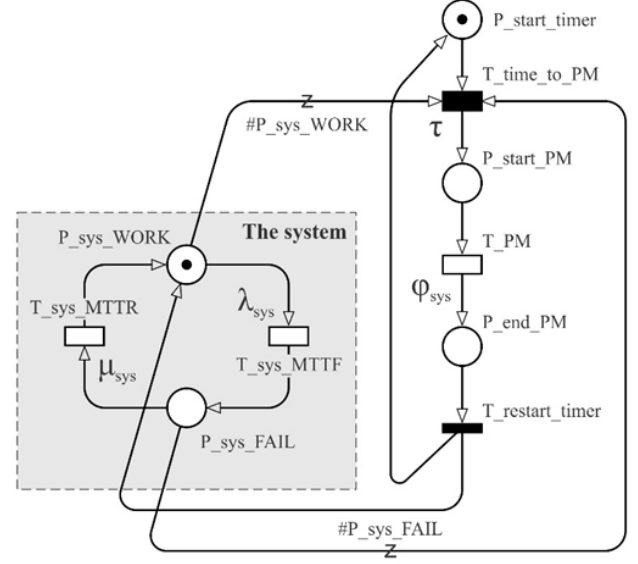 P_start_timer
T_time_to_PM
Z
#P_sys_WORK
τ
P_start_PM
The system
P_sys_WORK
T_PM
φsys
T_sys_MTTR
λsys
P_end_PM
μsys
T_sys_MTTF
T_restart_timer
P_sys_FAIL
#P_sys_FAIL
Z